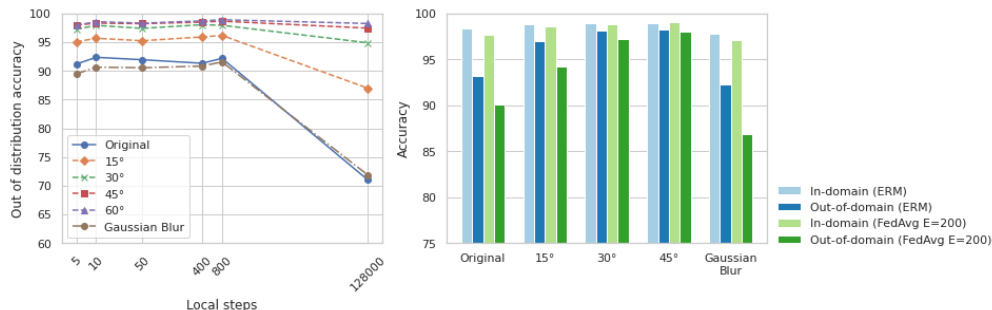 100
95
90
85
80
75
70
65
60
Out of distribution accuracy
Original
15°
30°
45°
60°
Gaussian Blur
5
10
50
400
800
128000
Local steps
100
95
90
85
80
75
Accuracy
Original
15°
30°
45°
Gaussian
Blur
In-domain (ERM)
Out-of-domain (ERM)
In-domain (FedAvg E=200)
Out-of-domain (FedAvg E=200)